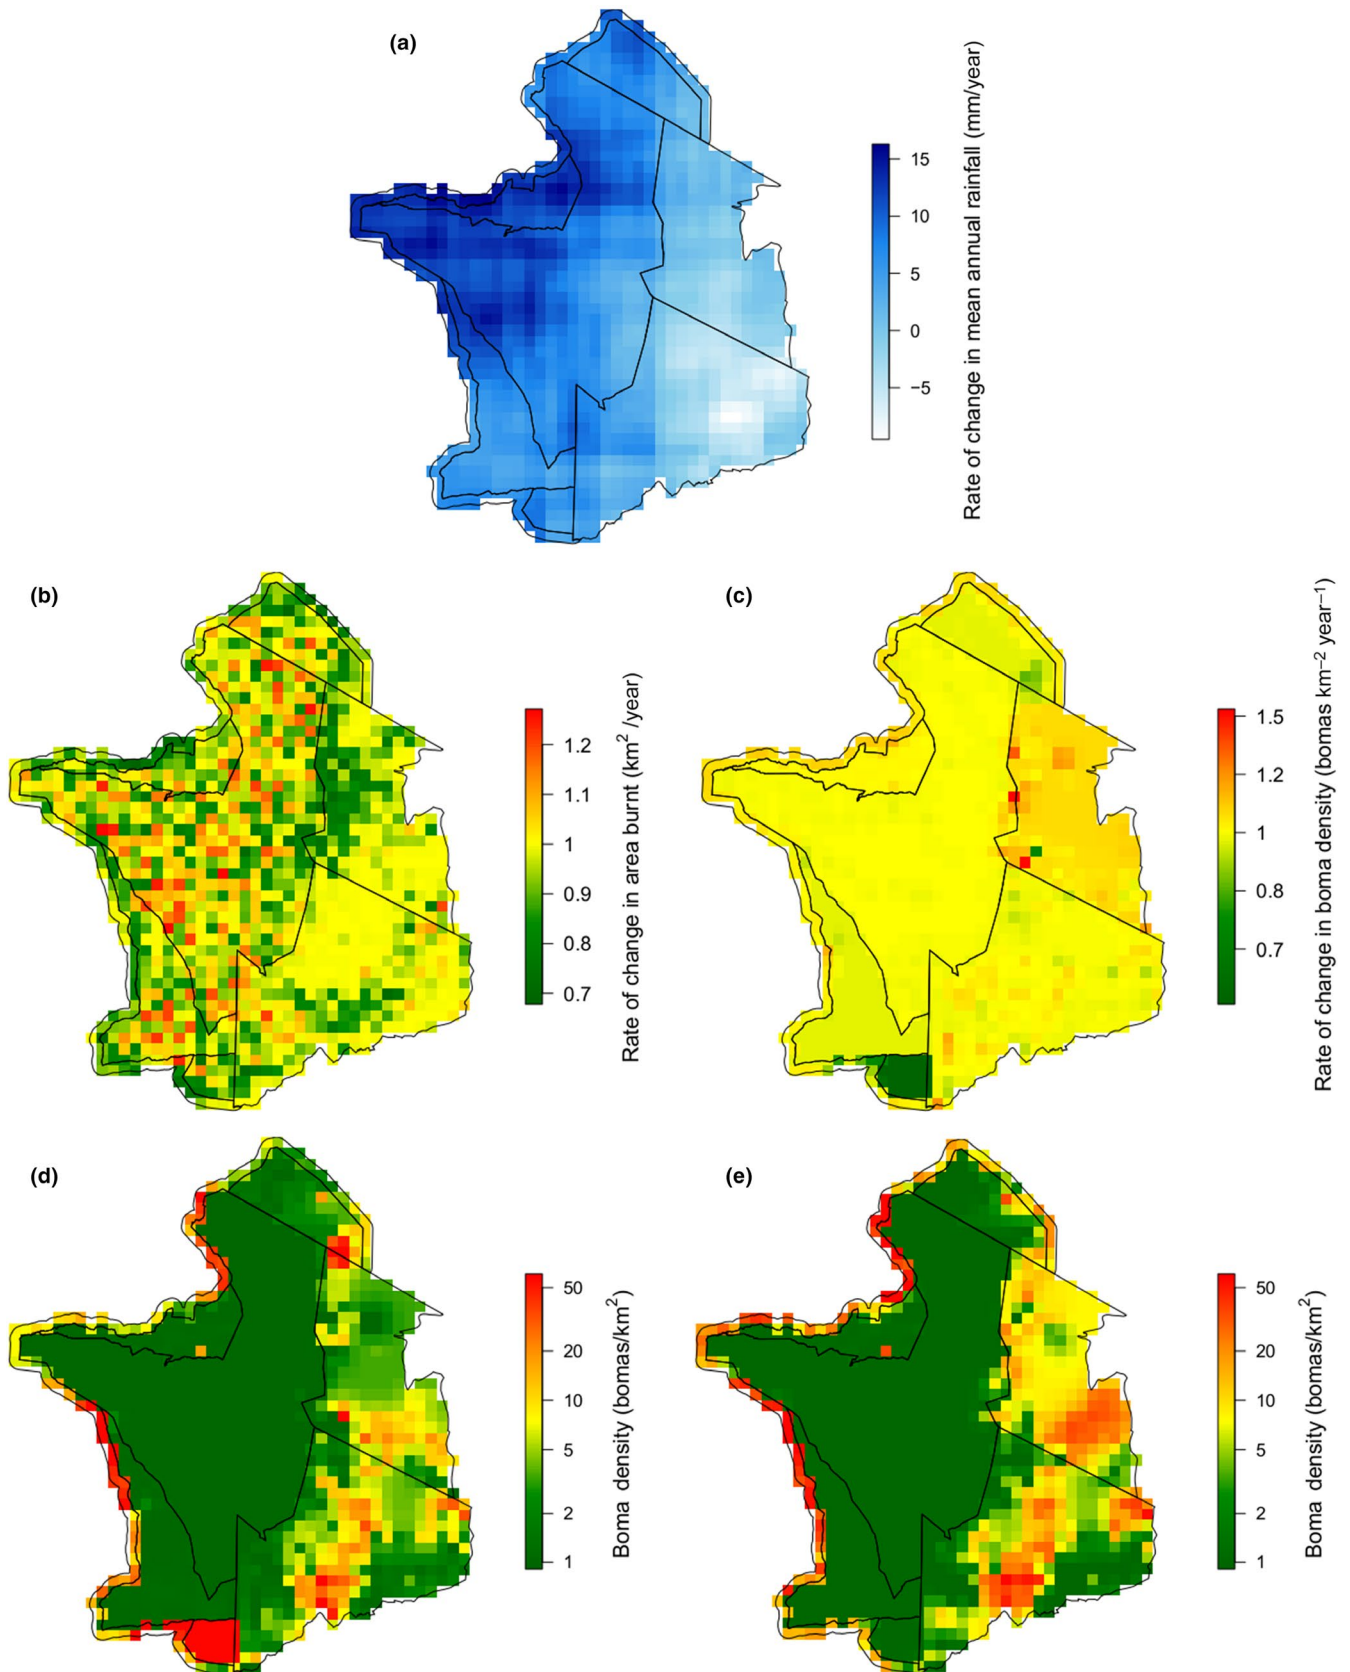 (a)
Rate of change in mean annual rainfall (mm/year)
15
10
5
0
−5
(b)
Rate of change in area burnt (km² /year)
1.2
1.1
1
0.9
0.8
0.7
(c)
Rate of change in boma density (bomas km⁻² year⁻¹)
1.5
1.2
1
0.8
0.7
(d)
Boma density (bomas/km²)
50
20
10
5
2
1
(e)
Boma density (bomas/km²)
50
20
10
5
2
1